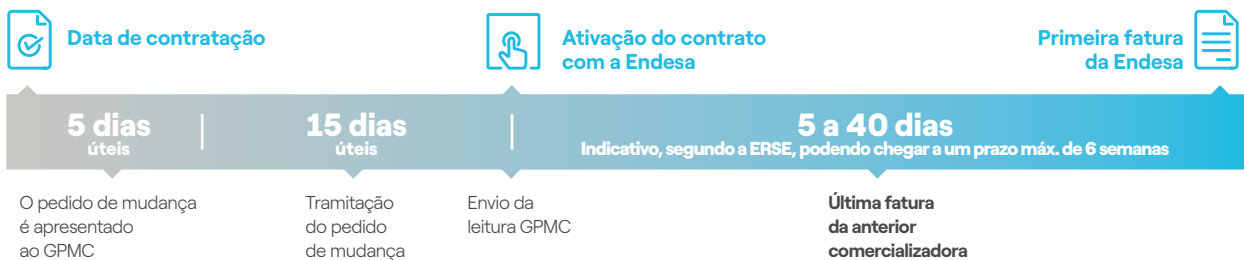 Data de contratação
Ativação do contrato
com a Endesa
Primeira fatura
da Endesa
5 dias
úteis
15 dias
úteis
5 a 40 dias
Indicativo, segundo a ERSE, podendo chegar a um prazo máx. de 6 semanas
O pedido de mudança
é apresentado
ao GPMC
Tramitação
do pedido
de mudança
Envio da
leitura GPMC
Última fatura
da anterior
comercializadora